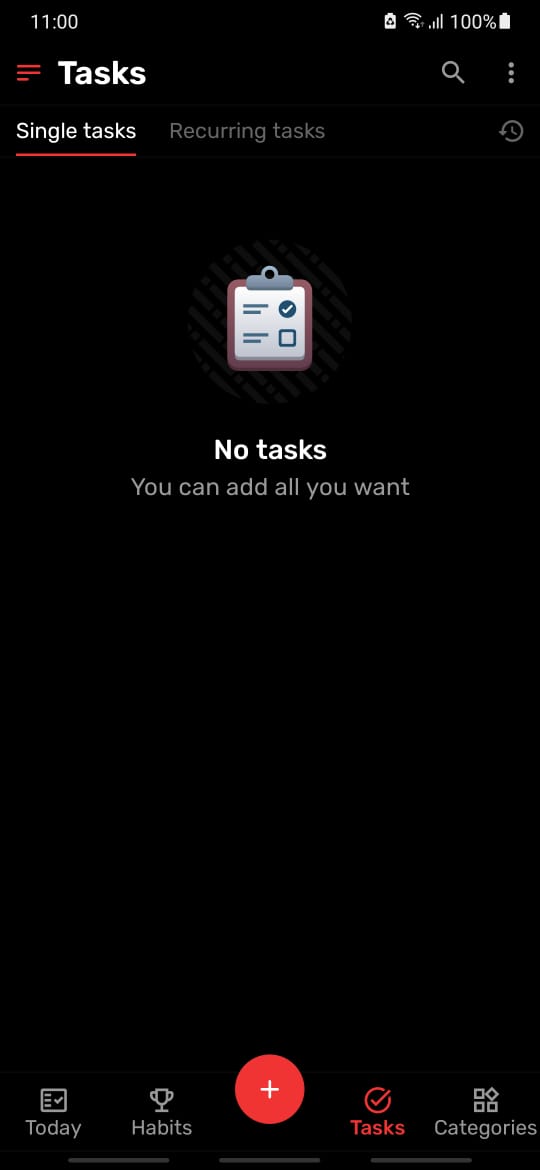 11:00
100%
Tasks
Single tasks
Recurring tasks
No tasks
You can add all you want
Today
Habits
Tasks
Categories